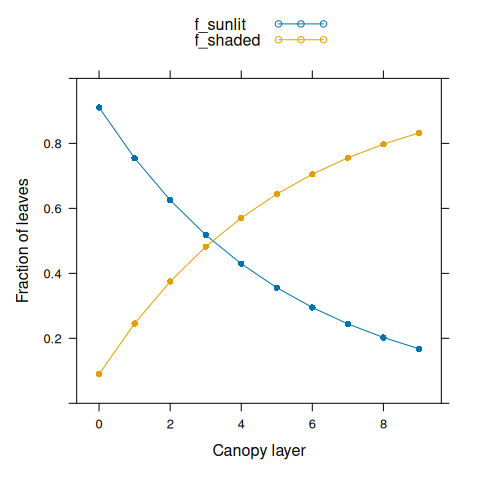 f_sunlit
f_shaded
0.8
0.6
0.4
0.2
Fraction of leaves
0 2 4 6 8
Canopy layer